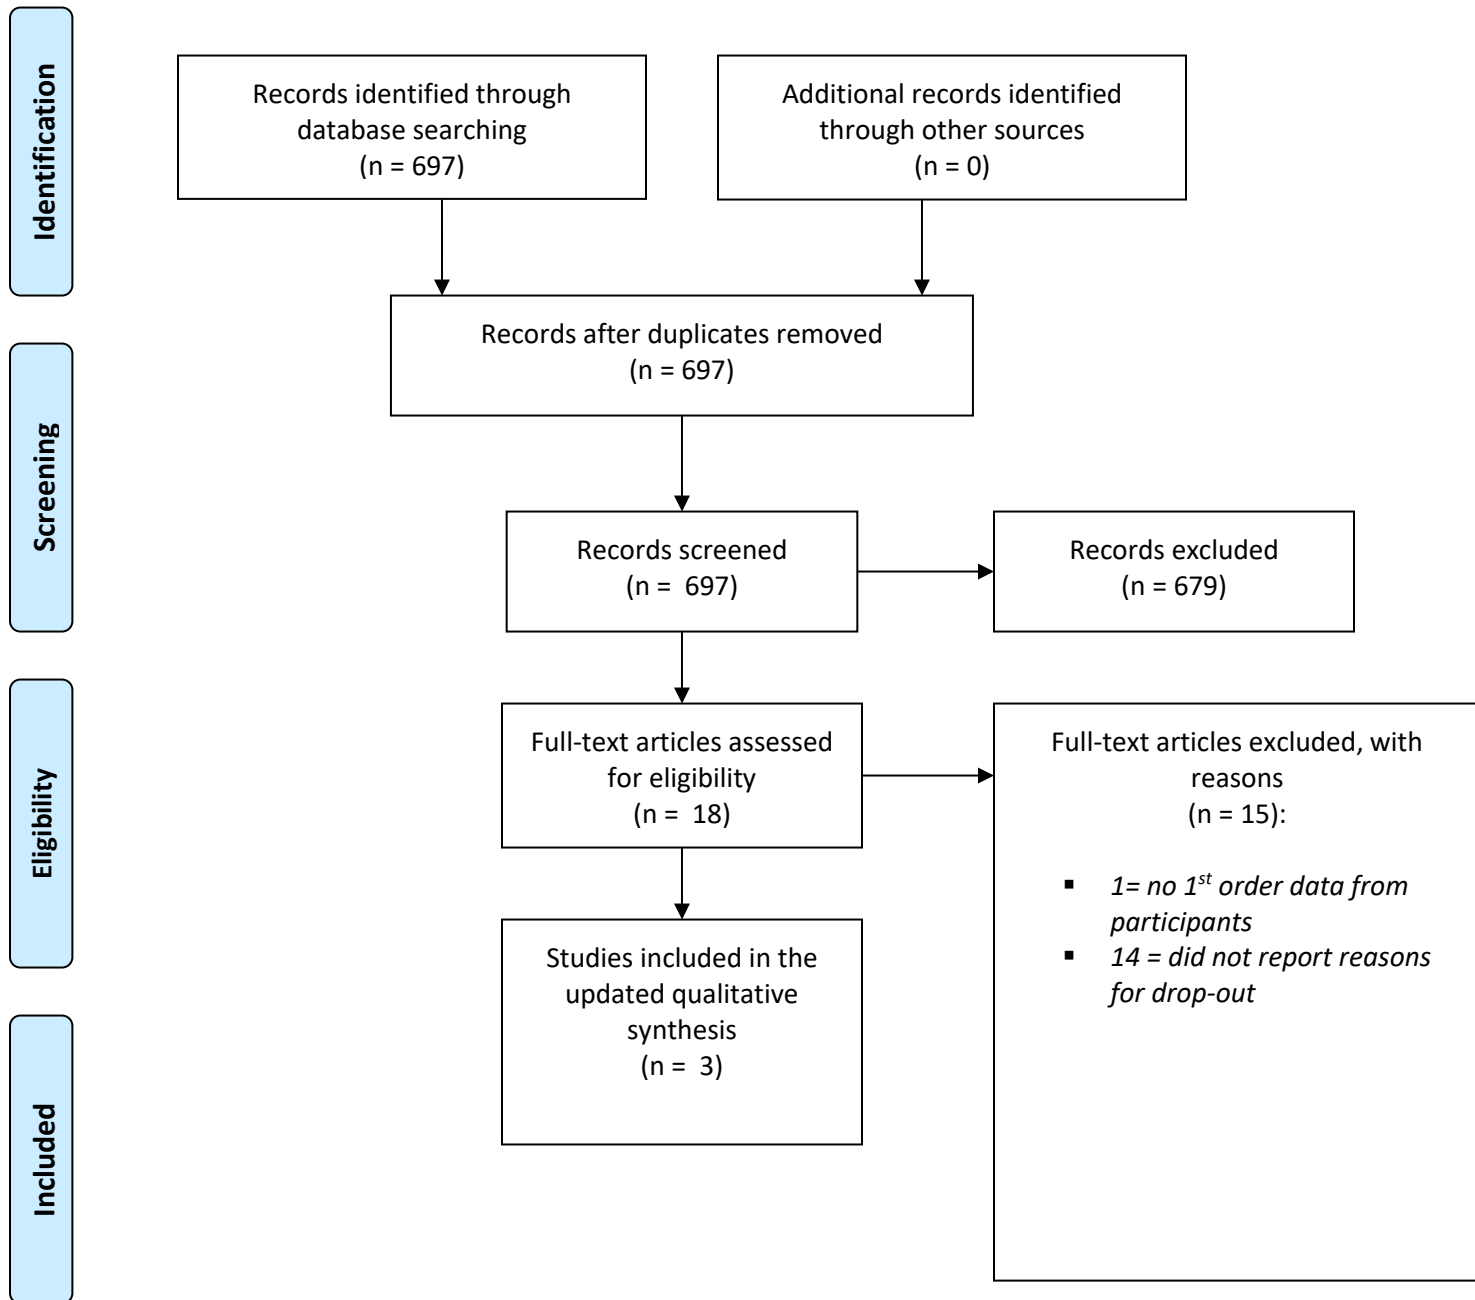 Identification
Records identified through
database searching
(n = 697)
Additional records identified
through other sources
(n = 0)
Records after duplicates removed
(n = 697)
Screening
Records screened
(n =  697)
Records excluded
(n = 679)
Eligibility
Full-text articles assessed
for eligibility
(n =  18)
Full-text articles excluded, with
reasons
(n = 15):
▪ 1= no 1st order data from
participants
▪ 14 = did not report reasons
for drop-out
Included
Studies included in the
updated qualitative
synthesis
(n =  3)